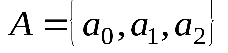 A = {a₀, a₁, a₂}